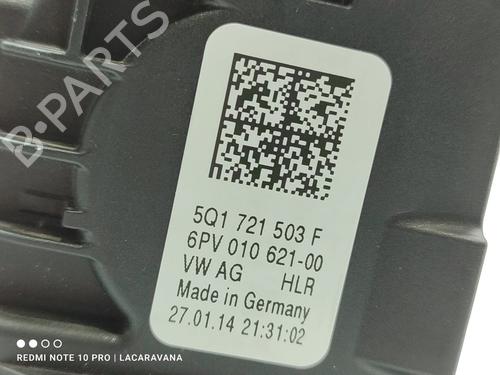 B-PARTS
5Q1 721 503 F
6PV 010 621-00
VW AG HLR
Made in Germany
27.01.14 21:31:02
REDMI NOTE 10 PRO | LACARAVANA